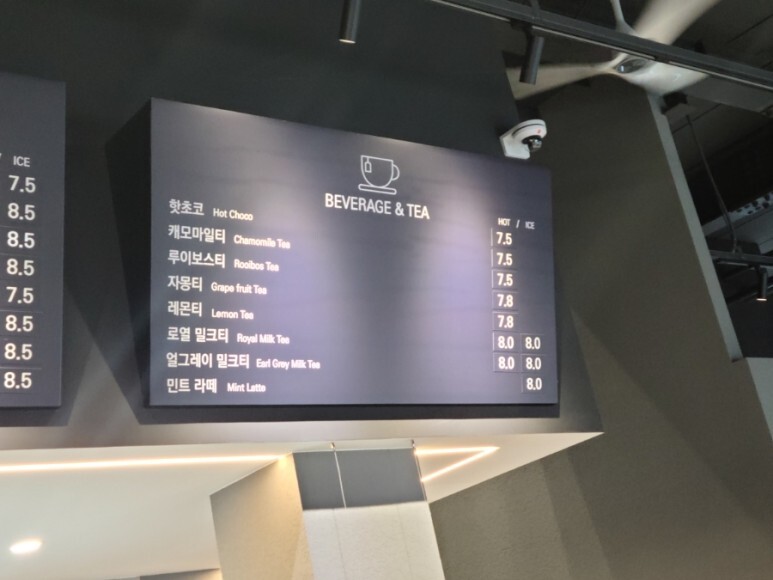 / ICE
7.5
8.5
8.5
8.5
7.5
8.5
8.5
8.5
BEVERAGE & TEA
HOT / ICE
핫초코 Hot Choco 7.5
캐모마일티 Chamomile Tea 7.5
루이보스티 Rooibos Tea 7.5
자몽티 Grape fruit Tea 7.8
레몬티 Lemon Tea 7.8
로열 밀크티 Royal Milk Tea 8.0 8.0
얼그레이 밀크티 Earl Gray Milk Tea 8.0 8.0
민트 라떼 Mint Latte 8.0